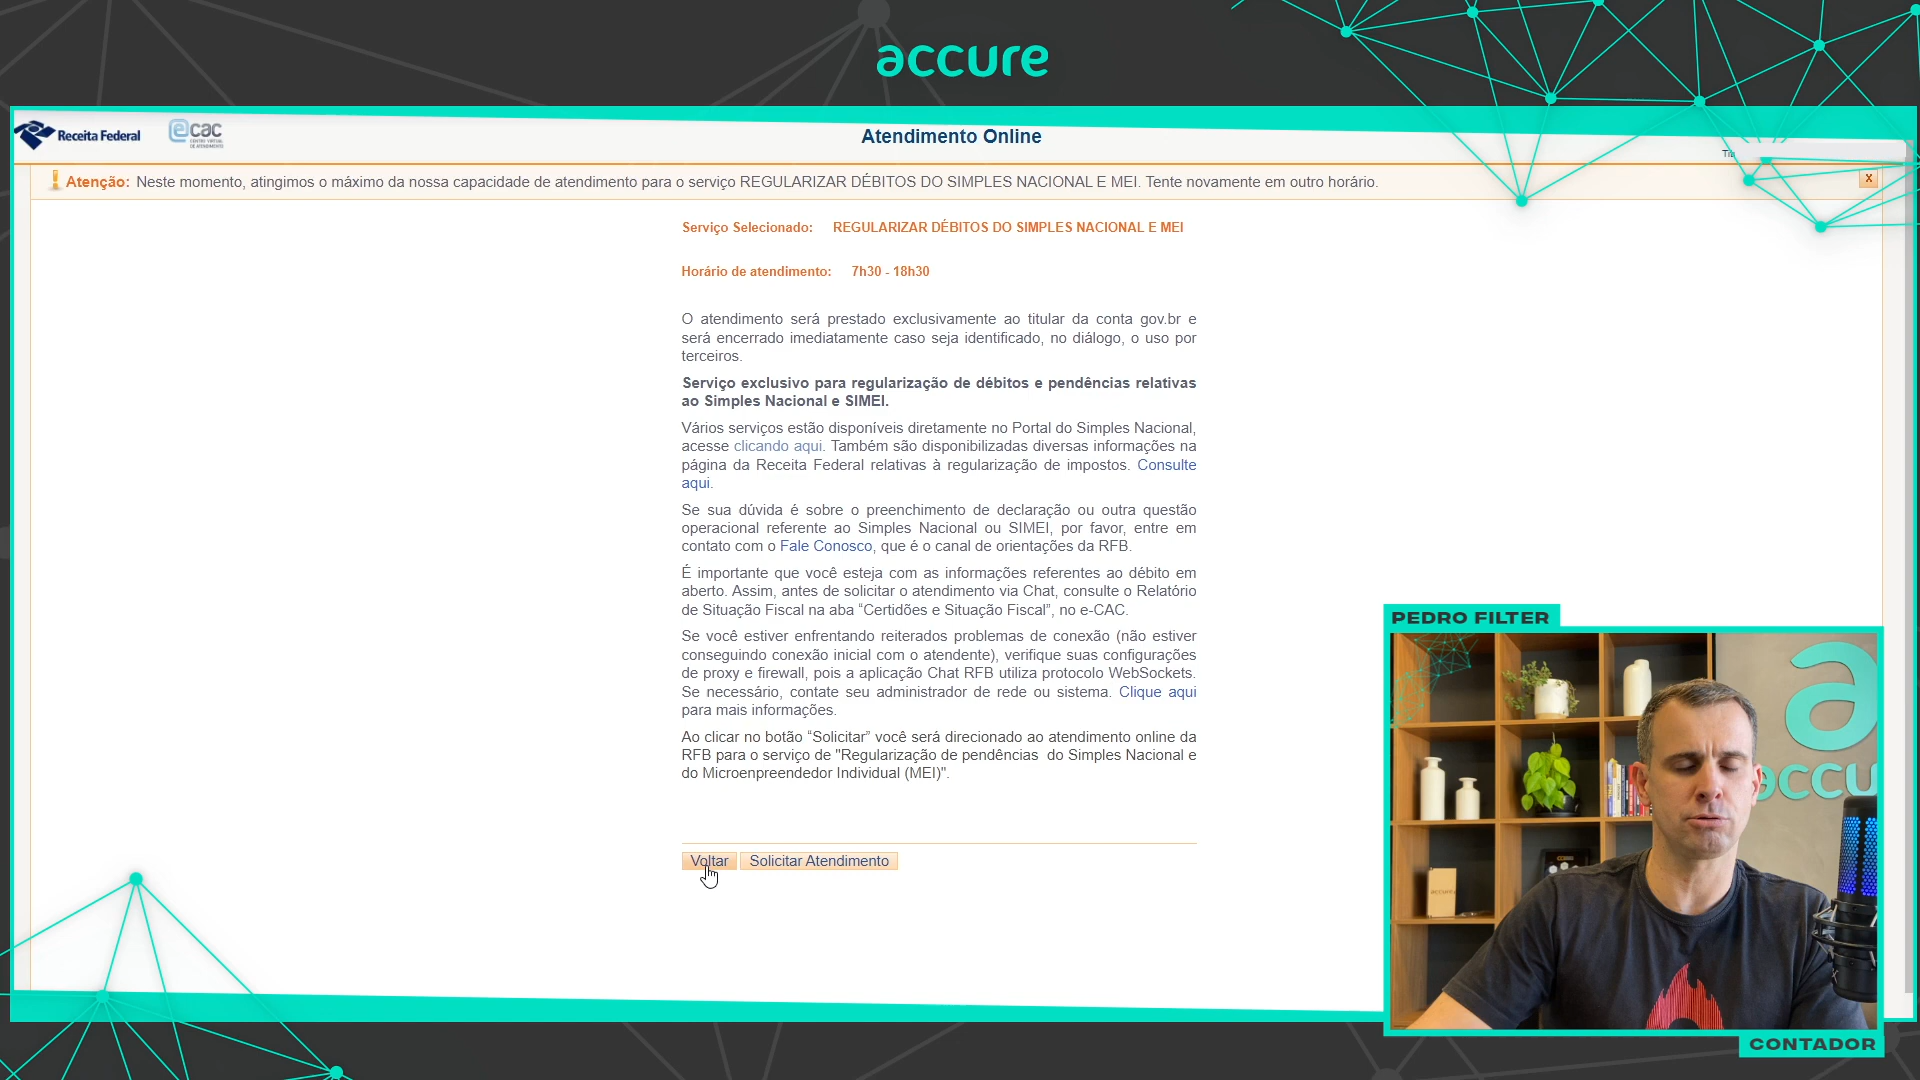 accure
Receita Federal
ecac
CENTRO VIRTUAL
DE ATENDIMENTO
Atendimento Online
Atenção: Neste momento, atingimos o máximo da nossa capacidade de atendimento para o serviço REGULARIZAR DÉBITOS DO SIMPLES NACIONAL E MEI. Tente novamente em outro horário.
X
Serviço Selecionado: REGULARIZAR DÉBITOS DO SIMPLES NACIONAL E MEI
Horário de atendimento: 7h30 - 18h30
O atendimento será prestado exclusivamente ao titular da conta gov.br e
será encerrado imediatamente caso seja identificado, no diálogo, o uso por
terceiros.
Serviço exclusivo para regularização de débitos e pendências relativas
ao Simples Nacional e SIMEI.
Vários serviços estão disponíveis diretamente no Portal do Simples Nacional,
acesse clicando aqui. Também são disponibilizadas diversas informações na
página da Receita Federal relativas à regularização de impostos. Consulte
aqui.
Se sua dúvida é sobre o preenchimento de declaração ou outra questão
operacional referente ao Simples Nacional ou SIMEI, por favor, entre em
contato com o Fale Conosco, que é o canal de orientações da RFB.
É importante que você esteja com as informações referentes ao débito em
aberto. Assim, antes de solicitar o atendimento via Chat, consulte o Relatório
de Situação Fiscal na aba “Certidões e Situação Fiscal”, no e-CAC.
Se você estiver enfrentando reiterados problemas de conexão (não estiver
conseguindo conexão inicial com o atendente), verifique suas configurações
de proxy e firewall, pois a aplicação Chat RFB utiliza protocolo WebSockets.
Se necessário, contate seu administrador de rede ou sistema. Clique aqui
para mais informações.
Ao clicar no botão “Solicitar” você será direcionado ao atendimento online da
RFB para o serviço de "Regularização de pendências do Simples Nacional e
do Microempreendedor Individual (MEI)".
Voltar Solicitar Atendimento
PEDRO FILTER
a
accu
accure
CONTADOR